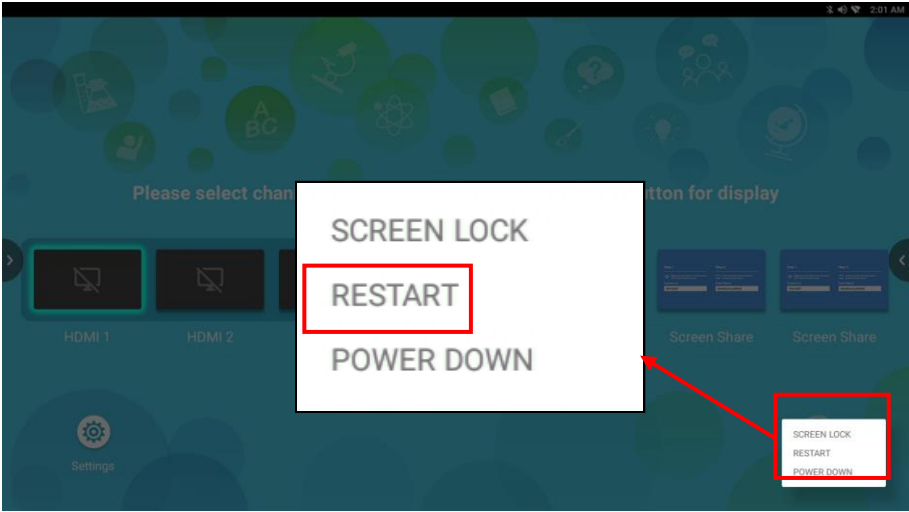 2:01 AM
A
BC
Please select chan
tton for display
SCREEN LOCK
RESTART
POWER DOWN
HDMI 1
HDMI 2
Screen Share
Screen Share
Settings
SCREEN LOCK
RESTART
POWER DOWN